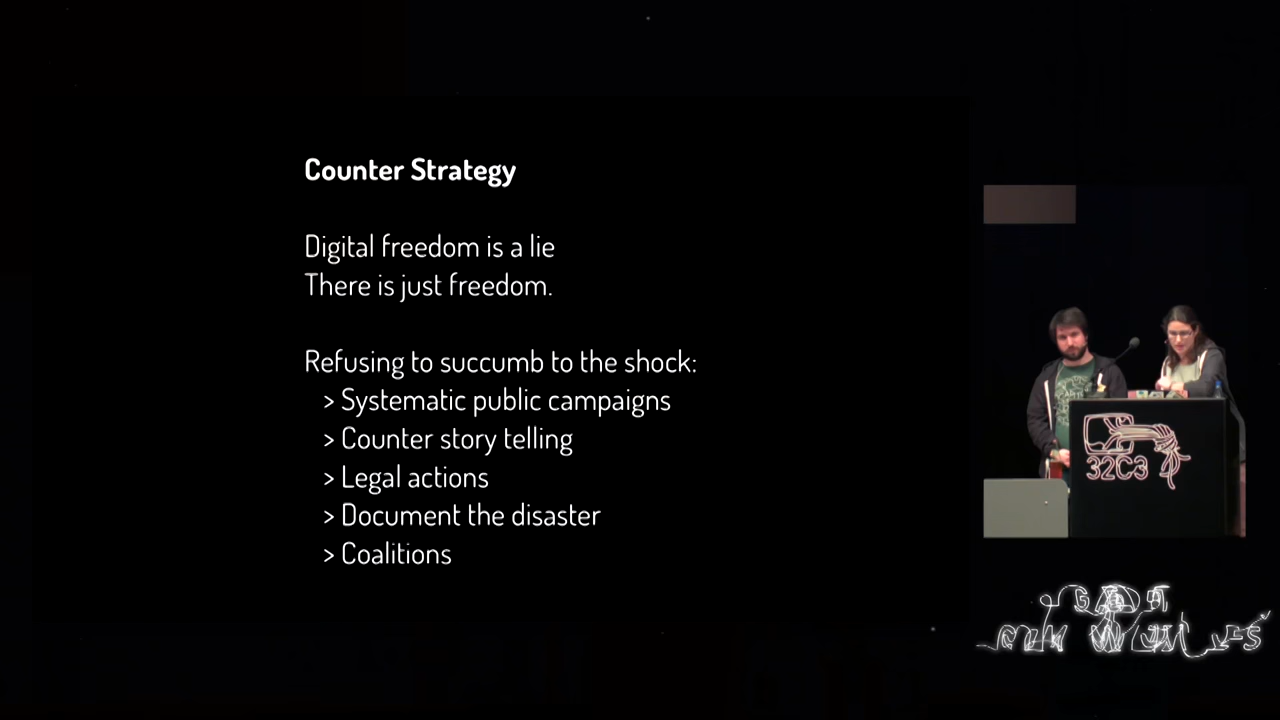 Counter Strategy
Digital freedom is a lie
There is just freedom.
Refusing to succumb to the shock:
> Systematic public campaigns
> Counter story telling
> Legal actions
> Document the disaster
> Coalitions
32C3